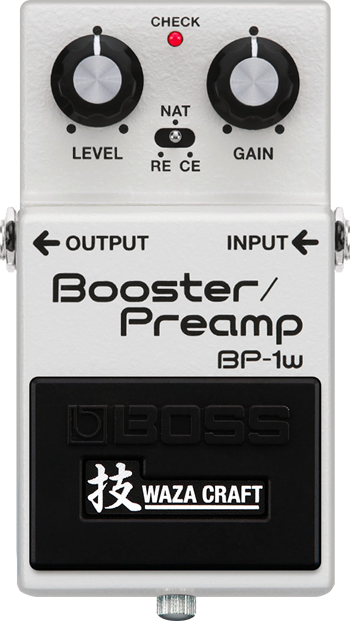 CHECK
NAT
LEVEL
RE CE
GAIN
OUTPUT
INPUT
Booster/
Preamp
BP-1w
BOSS
技 WAZA CRAFT